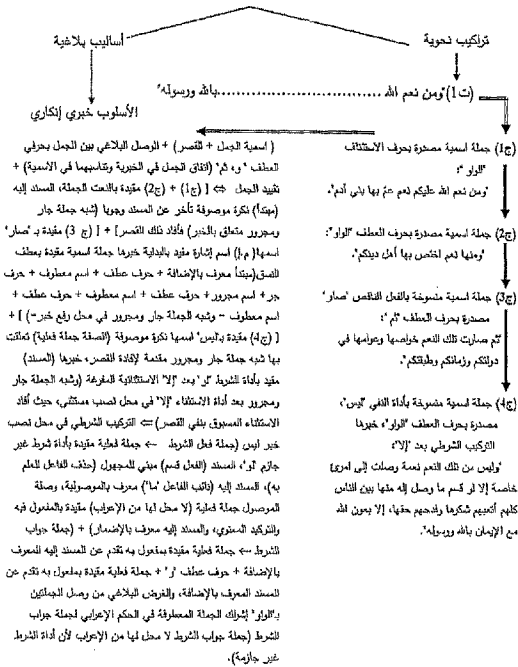 تراكيب نحوية
أساليب بلاغية
(ت1)"ومن نعم الله ..................................بالله ورسوله"
الأسلوب خبري إنكاري
(ج1) جملة اسمية مصدرة بحرف الاستئناف
"الواو":
"ومن نعم الله عليكم نعم عمّ بها بني آدم".
(ج2) جملة اسمية مصدرة بحرف العطف "الواو":
"ومنها نعم اختص بها أهل دينكم".
(ج3) جملة اسمية منسوخة بالفعل الناقص "صار"
مصدرة بحرف العطف "ثم":
"ثم صارت تلك النعم خواصها وعوامها في
دولتكم وزمانكم وطبقتكم".
(ج4) جملة اسمية منسوخة بأداة النفي "ليس"،
مصدرة بحرف العطف "الواو"، خبرها
التركيب الشرطي بعد "إلا":
"وليس من تلك النعم نعمة وصلت إلى امرئ
خاصة إلا لو قسم ما وصل إليه منها بين الناس
كلهم أتعبهم شكرها وفدحهم حقها، إلا بعون الله
مع الإيمان بالله ورسوله".
( اسمية الجمل + القصر) + الوصل البلاغي بين الجمل بحرفي
العطف "و، ثم" (اتفاق الجمل في الخبرية وتناسبها في الاسمية) +
تقييد الجمل ⇔ [(ج1) + (ج2) مقيدة بالنعت الجملة، المسند إليه
(مبتدأ) نكرة موصوفة تأخر عن المسند وجوبا (شبه جملة جار
ومجرور متعلق بالخبر) فأفاد ذلك القصر] + [(ج 3) مقيدة بـ "صار"
اسمها (م.إ) اسم إشارة مقيد بالبداية خبرها جملة اسمية مقيدة بعطف
النسق(مبتدأ معرف بالإضافة + حرف عطف + اسم معطوف + حرف
جر + اسم مجرور + حرف عطف + اسم معطوف + حرف عطف +
اسم معطوف – وشبه الجملة جار ومجرور في محل رفع خبر–) ] +
[ (ج4) مقيدة بـ"ليس" اسمها نكرة موصوفة (الصفة جملة فعلية) تعلقت
بها شبه جملة جار ومجرور مقدمة لإفادة القصر، خبرها (المسند)
مقيد بأداة الشرط "لو" بعد "إلا" الاستثنائية المفرغة (وشبه الجملة جار
ومجرور بعد أداة الاستثناء "إلا" في محل نصب مستثنى، حيث أفاد
الاستثناء المسبوق بنفي القصر) ⇐ التركيب الشرطي في محل نصب
خبر ليس (جملة فعل الشرط ← جملة فعلية مقيدة بأداة شرط غير
جازم "لو"، المسند (الفعل قسم) مبني للمجهول (حذف الفاعل للعلم
به)، المسند إليه (نائب الفاعل "ما") معرف بالموصولية، وصلة
الموصول جملة فعلية (لا محل لها من الإعراب) مقيدة بالمفعول فيه
والتركيد المعنوي، والمسند إليه معرف بالإضمار) + (جملة جواب
الشرط ← جملة فعلية مقيدة بمفعول به تقدم عن المسند إليه المعرف
بالإضافة + حرف عطف "و" + جملة فعلية مقيدة بمفعول به تقدم عن
المسند المعرف بالإضافة، والغرض البلاغي من وصل الجملتين
بـ"الواو" إشراك الجملة المعطوفة في الحكم الإعرابي لجملة جواب
الشرط (جملة جواب الشرط لا محل لها من الإعراب لأن أداة الشرط
غير جازمة).